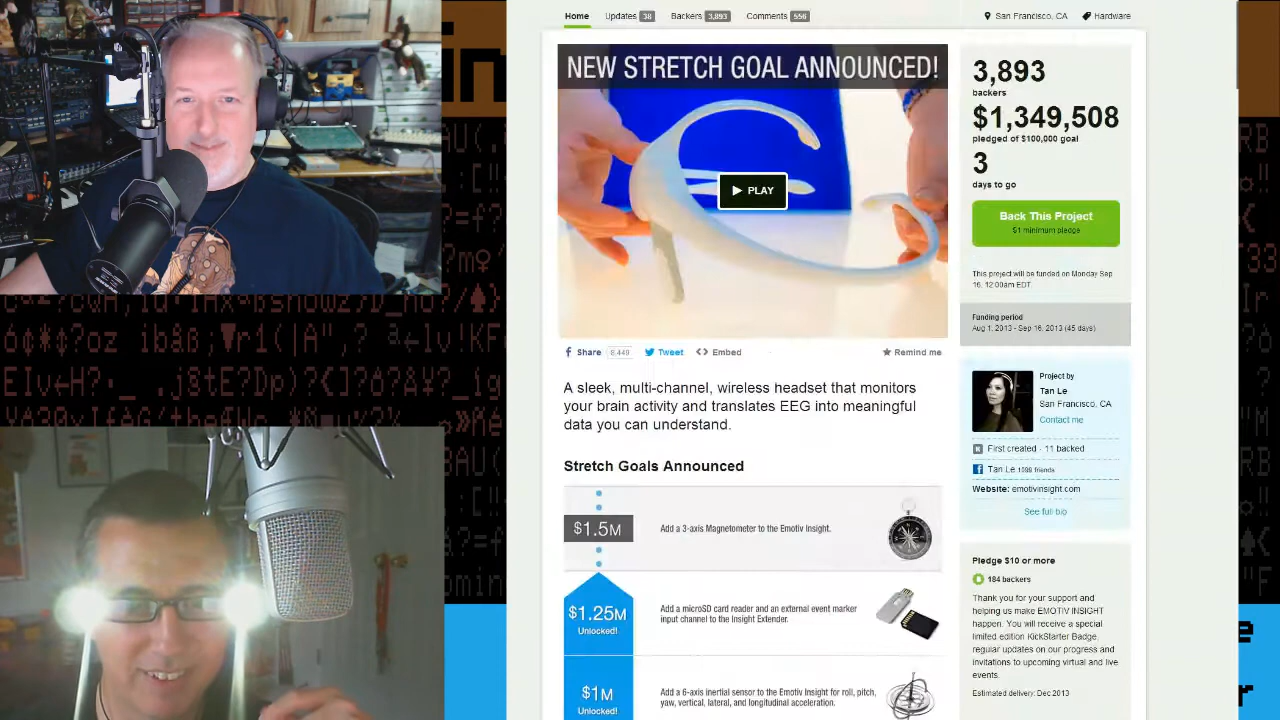 Home Updates 38 Backers 3,893 Comments 556
San Francisco, CA Hardware
NEW STRETCH GOAL ANNOUNCED!
PLAY
Share 8,449 Tweet Embed
Remind me
A sleek, multi-channel, wireless headset that monitors
your brain activity and translates EEG into meaningful
data you can understand.
Stretch Goals Announced
$1.5M
Add a 3-axis Magnetometer to the Emotiv Insight.
$1.25M
Unlocked!
Add a microSD card reader and an external event marker
input channel to the Insight Extender.
$1M
Unlocked!
Add a 6-axis inertial sensor to the Emotiv Insight for roll, pitch,
yaw, vertical, lateral, and longitudinal acceleration.
3,893
backers
$1,349,508
pledged of $100,000 goal
3
days to go
Back This Project
$1 minimum pledge
This project will be funded on Monday Sep
16, 12:00am EDT.
Funding period
Aug 1, 2013 - Sep 16, 2013 (45 days)
Project by
Tan Le
San Francisco, CA
Contact me
First created · 11 backed
Tan Le 1099 friends
Website: emotivinsight.com
See full bio
Pledge $10 or more
184 backers
Thank you for your support and
helping us make EMOTIV INSIGHT
happen. You will receive a special
limited edition KickStarter Badge,
regular updates on our progress and
invitations to upcoming virtual and live
events.
Estimated delivery: Dec 2013